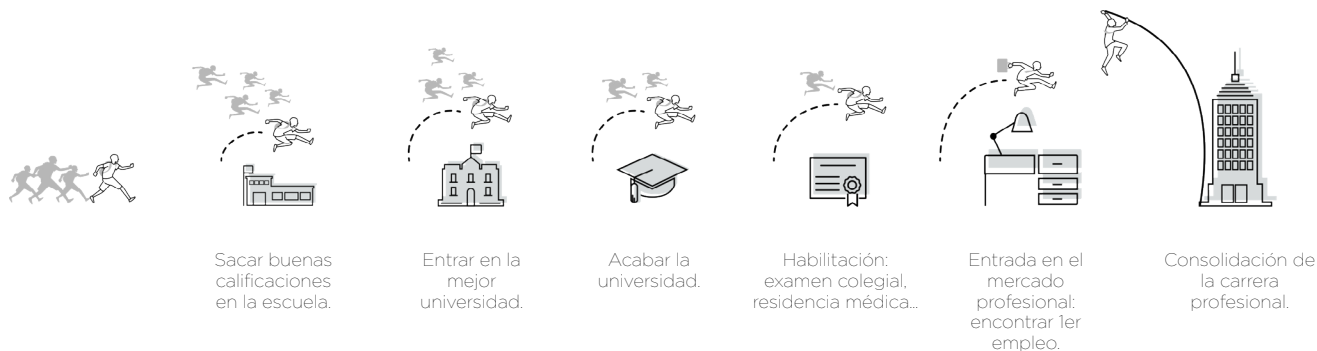 Sacar buenas
calificaciones
en la escuela.
Entrar en la
mejor
universidad.
Acabar la
universidad.
Habilitación:
examen colegial,
residencia médica...
Entrada en el
mercado
profesional:
encontrar 1er
empleo.
Consolidación de
la carrera
profesional.